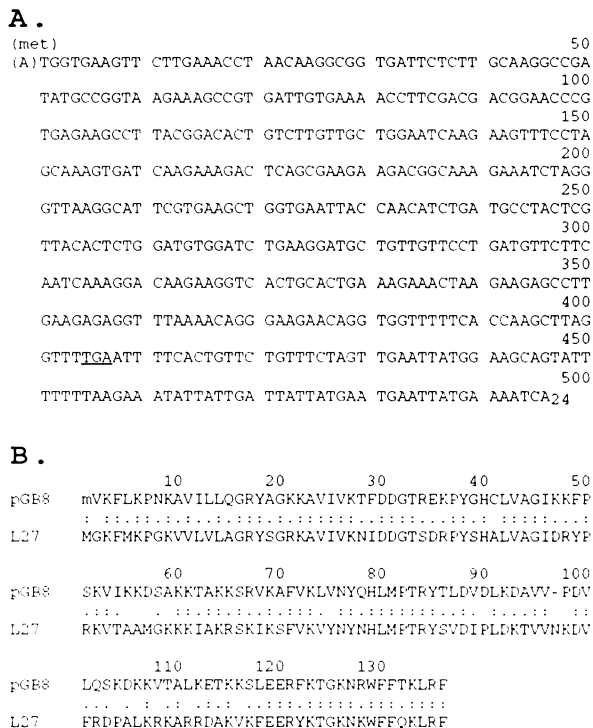 A.
(met) 50
(A)TGGTGAAGTT CTTGAAACCT AACAAGGCGG TGATTCTCTT GCAAGGCCGA
100
TATGCCGGTA AGAAAGCCGT GATTGTGAAA ACCTTCGACG ACGGAACCCG
150
TGAGAAGCCT TACGGACACT GTCTTGTTGC TGGAATCAAG AAGTTTCCTA
200
GCAAAGTGAT CAAGAAAGAC TCAGCGAAGA AGACGGCAAA GAAATCTAGG
250
GTTAAGGCAT TCGTGAAGCT GGTGAATTAC CAACATCTGA TGCCTACTCG
300
TTACACTCTG GATGTGGATC TGAAGGATGC TGTTGTTCCT GATGTTCTTC
350
AATCAAAGGA CAAGAAGGTC ACTGCACTGA AAGAAACTAA GAAGAGCCTT
400
GAAGAGAGGT TTAAAACAGG GAAGAACAGG TGGTTTTTCA CCAAGCTTAG
450
GTTTTTGAATT TTCACTGTTC TGTTTCTAGT TGAATTATGG AAGCAGTATT
500
TTTTTAAGAA ATATTATTGA TTATTATGAA TGAATTATGA AAATCA24
B.
10 20 30 40 50
pGB8 mVKFLKPNKAVILLQGRYAGKKAVIVKTFDDGTREKPYGHCLVAGIKKFP
L27 MGKFMKPGKVVLVLAGRYSGRKAVIVKNIDDGTSDRPYSHALVAGIDRYP
60 70 80 90 100
pGB8 SKVIKKDSAKKTAKKSRVKAFVKLVNYQHLMPTRYTLDVDLKDAVV-PDV
L27 RKVTAAMGKKKIAKRSKIKSFVKVYNYNHLMPTRYSVDIPLDKTVVNKDV
110 120 130
pGB8 LQSKDKKVTALKETKKSLEERFKTGKNRWFFTKLRF
L27 FRDPALKRKARRDAKVKFEERYKTGKNKWFFQKLRF